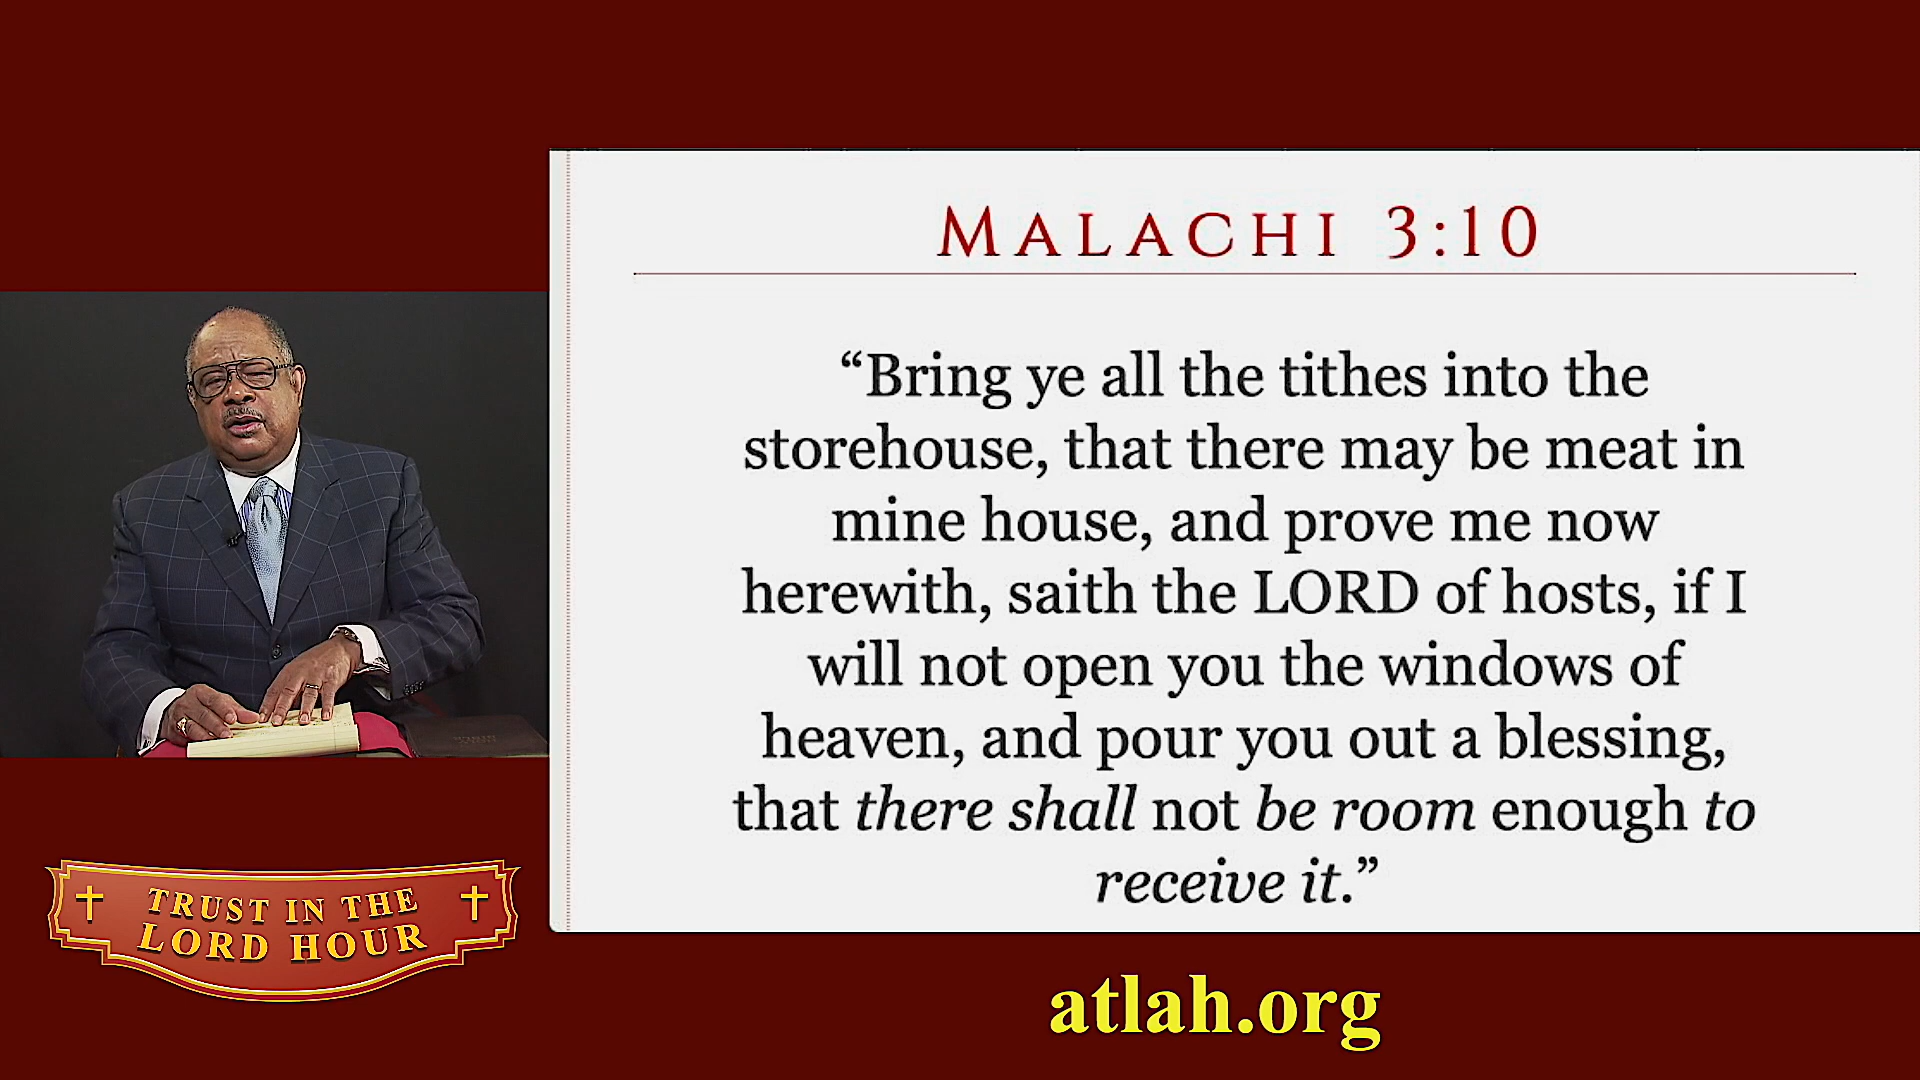 MALACHI 3:10
“Bring ye all the tithes into the
storehouse, that there may be meat in
mine house, and prove me now
herewith, saith the LORD of hosts, if I
will not open you the windows of
heaven, and pour you out a blessing,
that there shall not be room enough to
receive it.”
TRUST IN THE
LORD HOUR
atlah.org